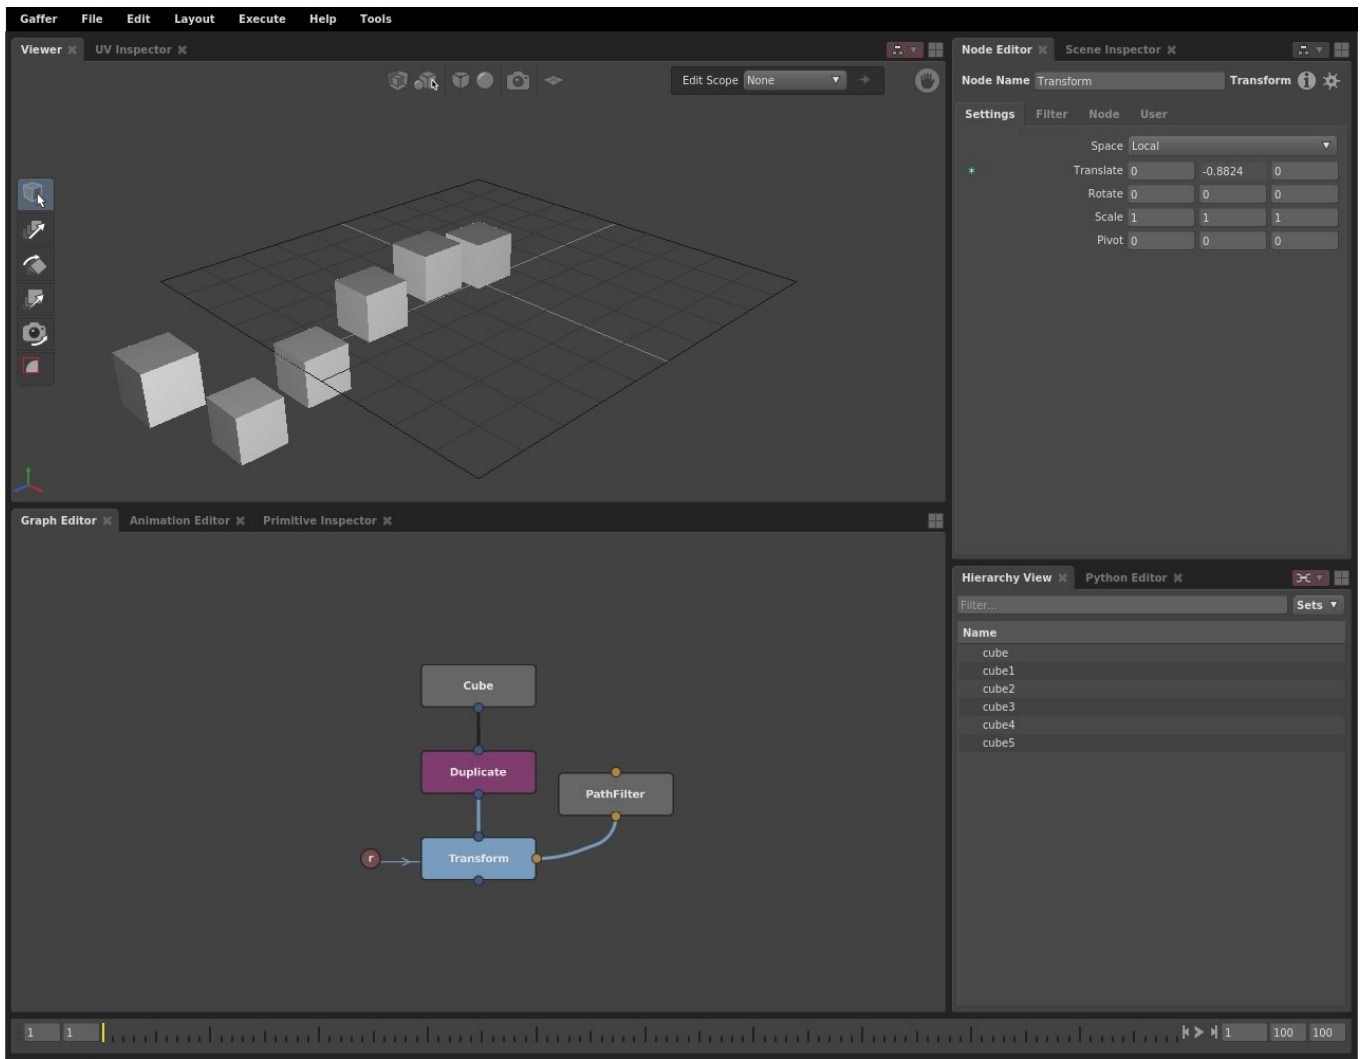 Gaffer File Edit Layout Execute Help Tools
Viewer UV Inspector
Edit Scope None
Graph Editor Animation Editor Primitive Inspector
Cube
Duplicate
PathFilter
r
Transform
Node Editor Scene Inspector
Node Name Transform Transform
Settings Filter Node User
Space Local
Translate 0 -0.8824 0
Rotate 0 0 0
Scale 1 1 1
Pivot 0 0 0
Hierarchy View Python Editor
Filter... Sets
Name
cube
cube1
cube2
cube3
cube4
cube5
1 1 1 100 100